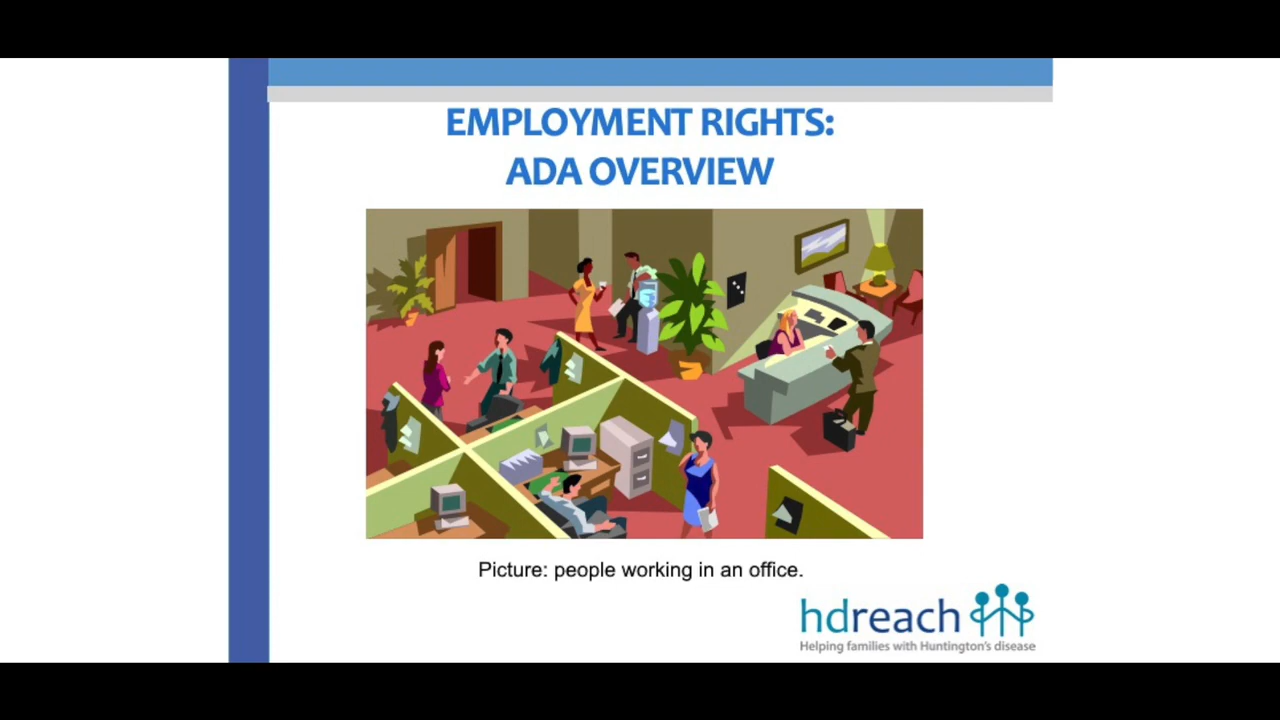 EMPLOYMENT RIGHTS:
ADA OVERVIEW
Picture: people working in an office.
hdreach
Helping families with Huntington's disease